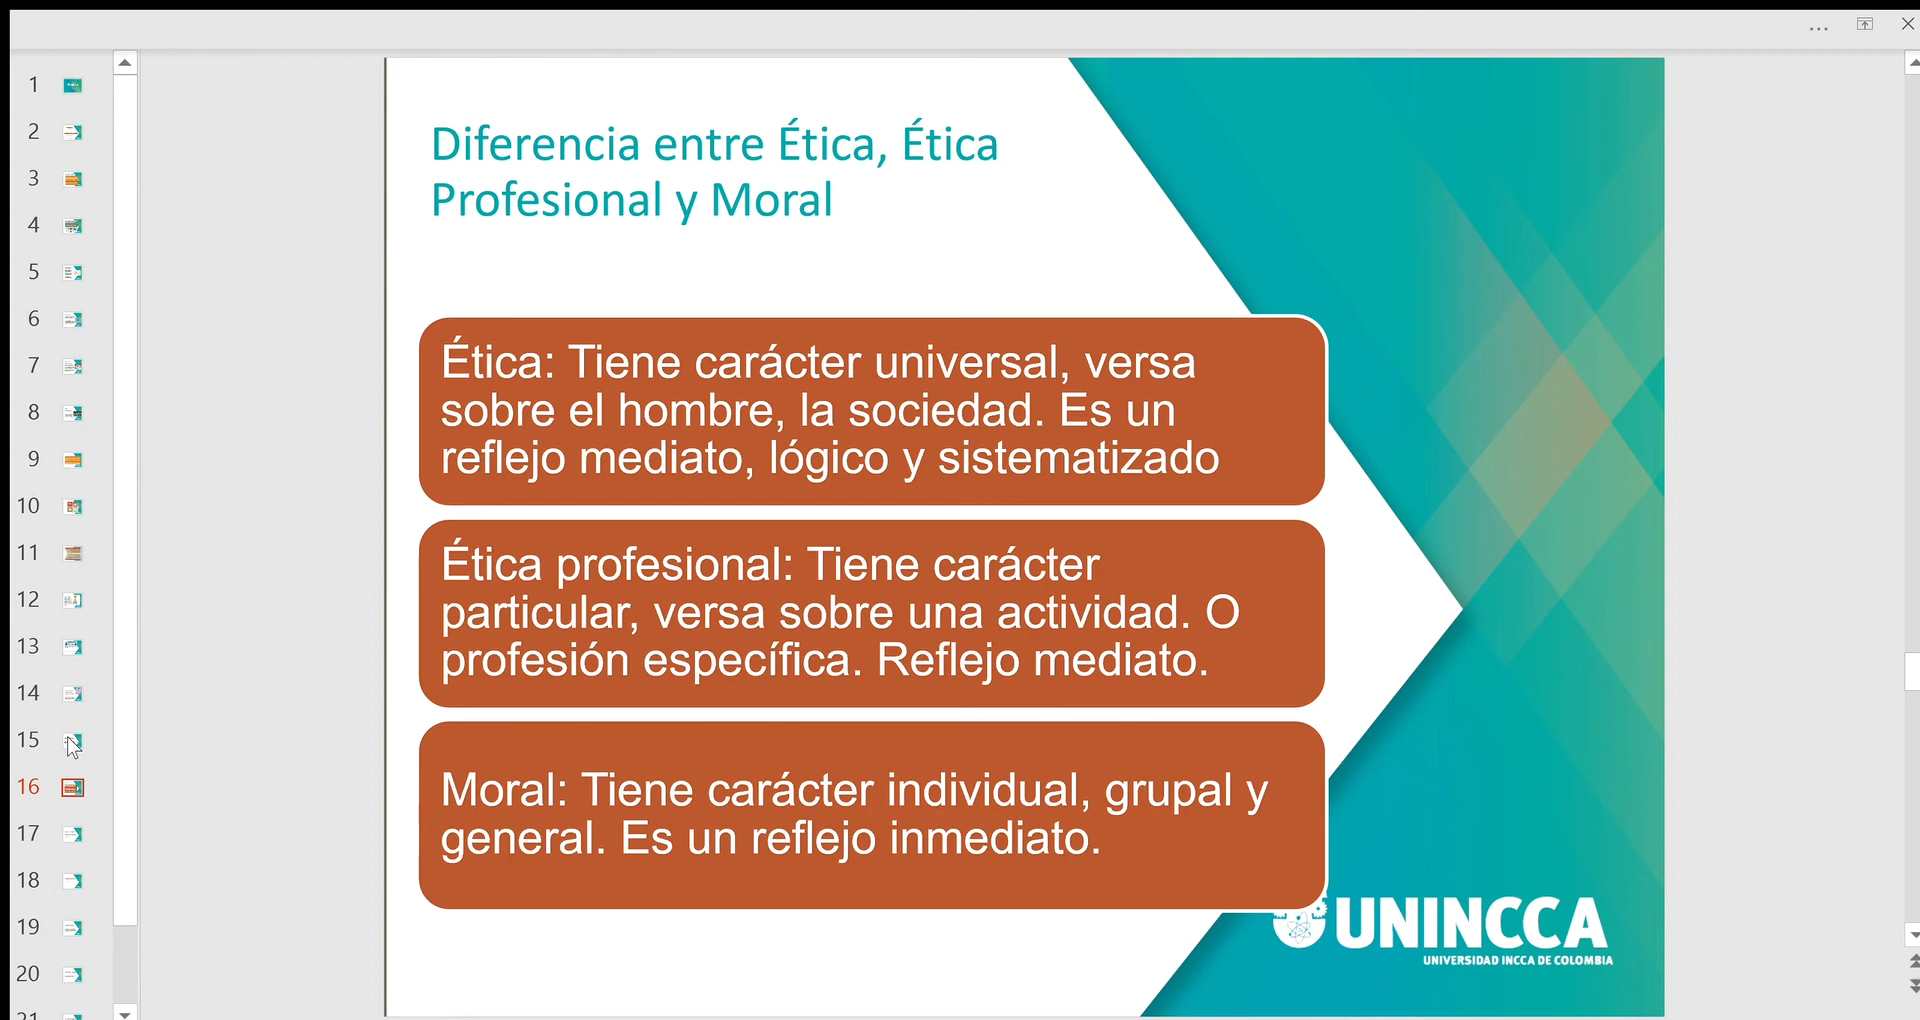 ...
1
2
3
4
5
6
7
8
9
10
11
12
13
14
15
16
17
18
19
20
Diferencia entre Ética, Ética
Profesional y Moral
Ética: Tiene carácter universal, versa
sobre el hombre, la sociedad. Es un
reflejo mediato, lógico y sistematizado
Ética profesional: Tiene carácter
particular, versa sobre una actividad. O
profesión específica. Reflejo mediato.
Moral: Tiene carácter individual, grupal y
general. Es un reflejo inmediato.
UNINCCA
UNIVERSIDAD INCCA DE COLOMBIA